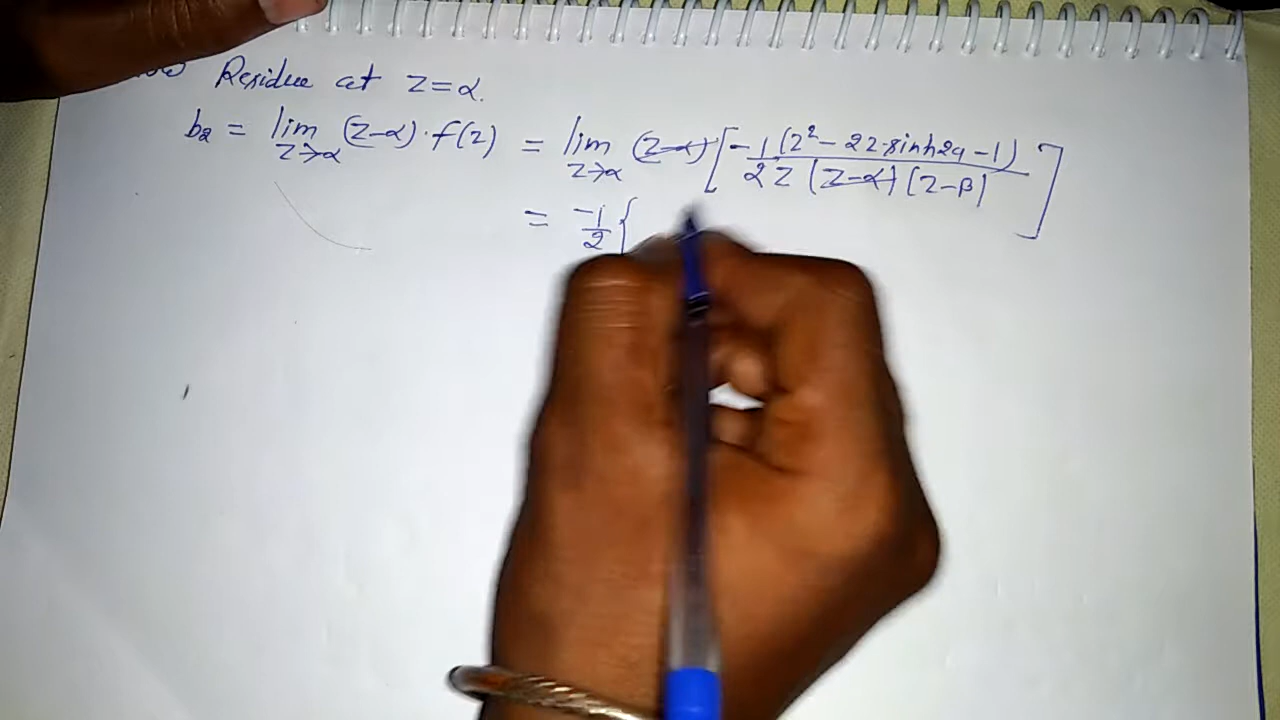 Residue at z=α.
b₂ = lim z→α (z-α)·f(z) = lim z→α (z-α) [ -1(z² - 2z sinh2a - 1) / 2z (z-α) (z-β) ]
= -1/2 {